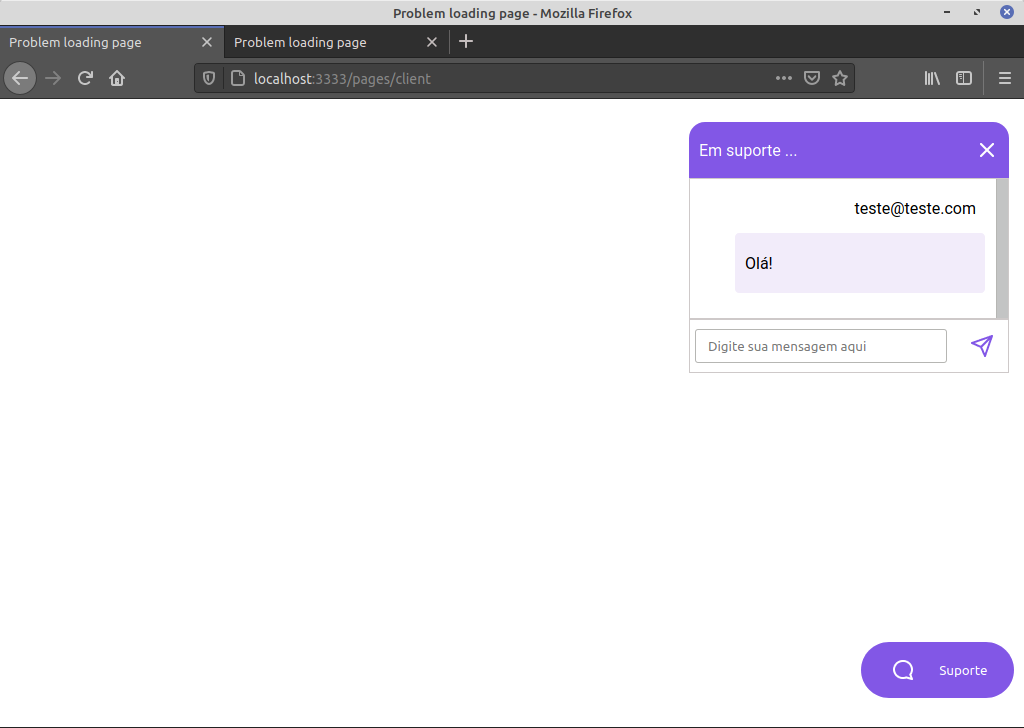 Problem loading page - Mozilla Firefox
Problem loading page
Problem loading page
localhost:3333/pages/client
Em suporte ...
teste@teste.com
Olá!
Digite sua mensagem aqui
Suporte